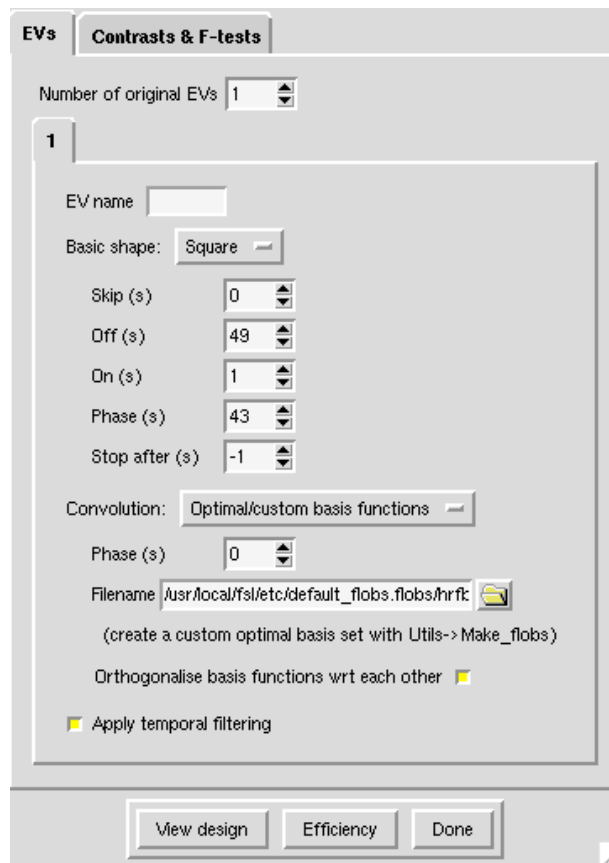 EVs Contrasts & F-tests
Number of original EVs 1
1
EV name
Basic shape: Square
Skip (s) 0
Off (s) 49
On (s) 1
Phase (s) 43
Stop after (s) -1
Convolution: Optimal/custom basis functions
Phase (s) 0
Filename /usr/local/fsl/etc/default_flobs.flobs/hrfb
(create a custom optimal basis set with Utils->Make_flobs)
Orthogonalise basis functions wrt each other
Apply temporal filtering
View design Efficiency Done